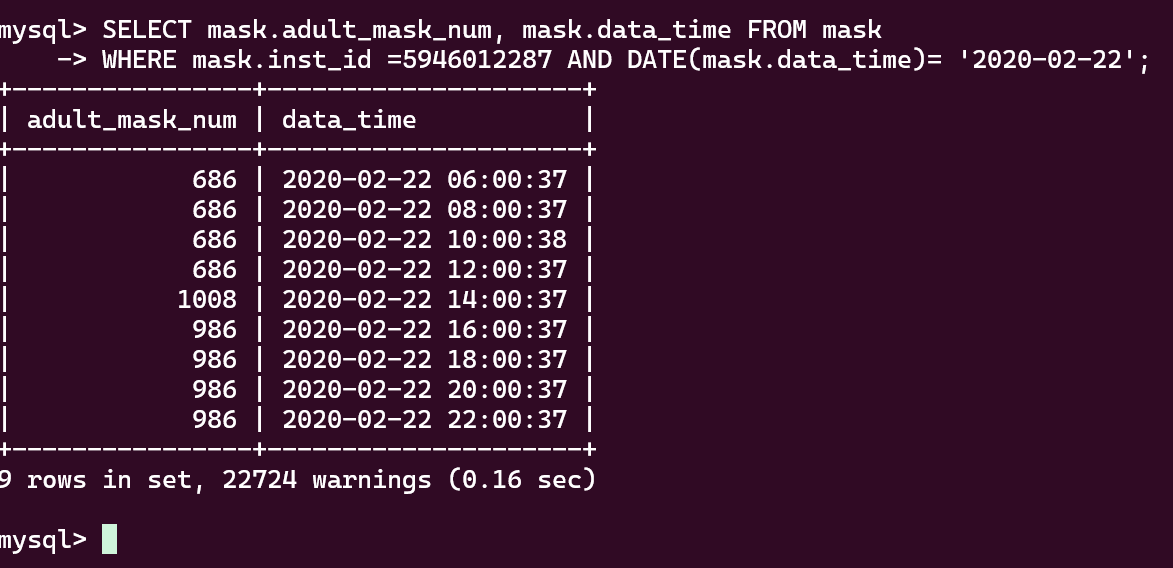 mysql> SELECT mask.adult_mask_num, mask.data_time FROM mask
    -> WHERE mask.inst_id =5946012287 AND DATE(mask.data_time)= '2020-02-22';
+----------------+---------------------+
| adult_mask_num | data_time           |
+----------------+---------------------+
|            686 | 2020-02-22 06:00:37 |
|            686 | 2020-02-22 08:00:37 |
|            686 | 2020-02-22 10:00:38 |
|            686 | 2020-02-22 12:00:37 |
|           1008 | 2020-02-22 14:00:37 |
|            986 | 2020-02-22 16:00:37 |
|            986 | 2020-02-22 18:00:37 |
|            986 | 2020-02-22 20:00:37 |
|            986 | 2020-02-22 22:00:37 |
+----------------+---------------------+
9 rows in set, 22724 warnings (0.16 sec)
mysql>